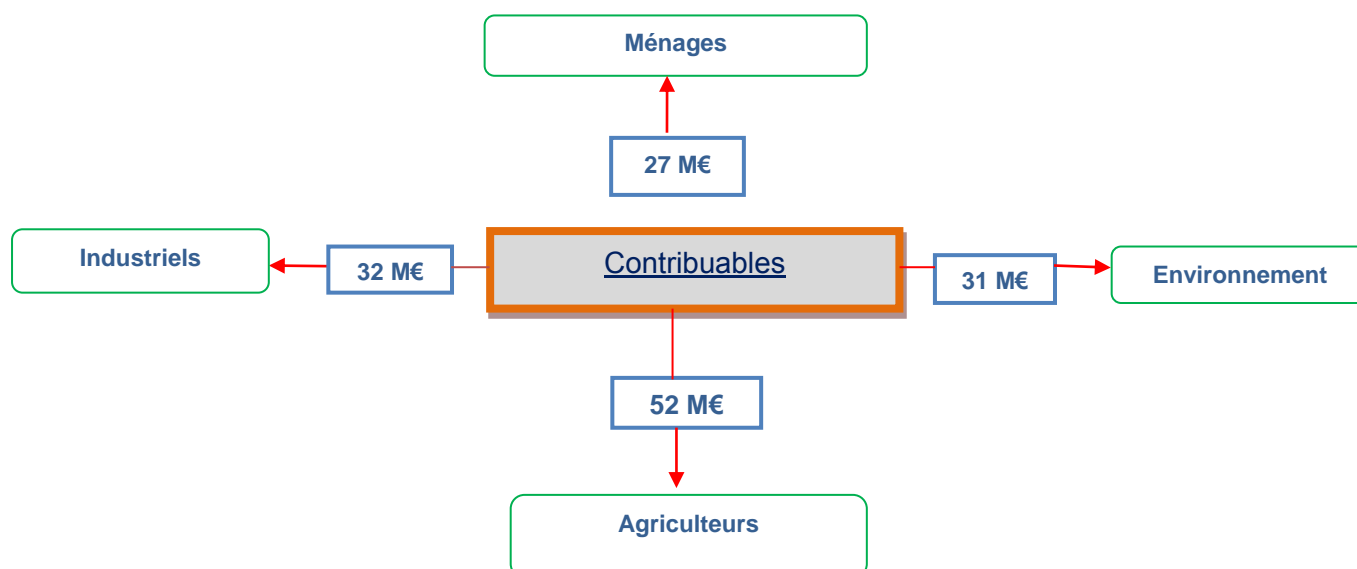 Ménages
27 M€
Industriels
32 M€
Contribuables
31 M€
Environnement
52 M€
Agriculteurs